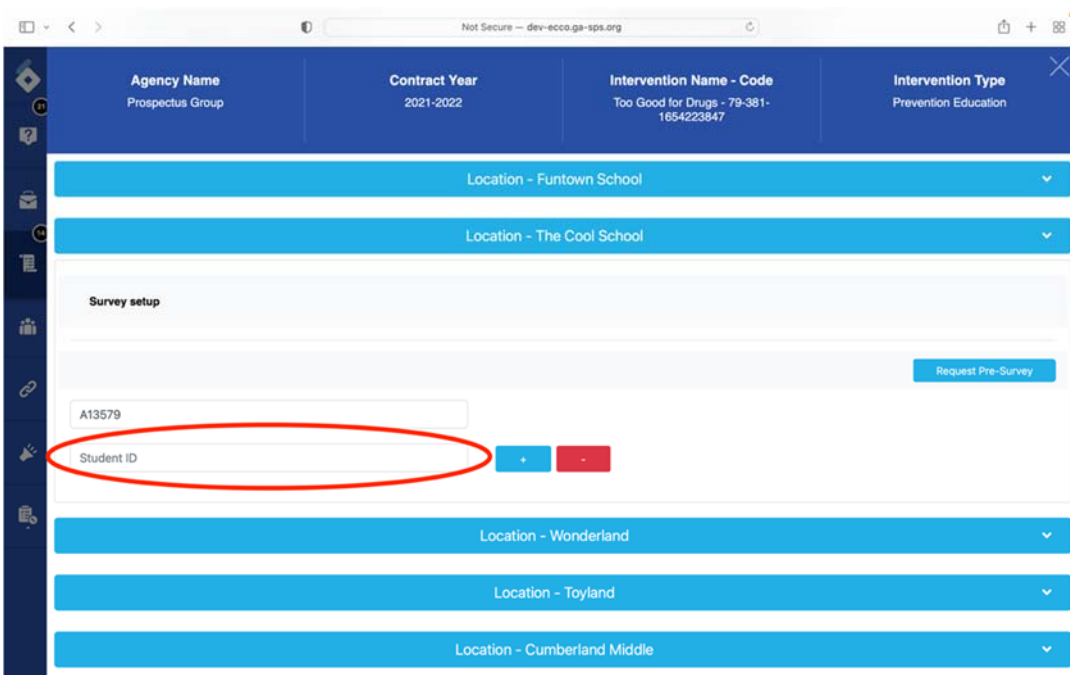 Not Secure — dev-ecco.ga-sps.org
Agency Name
Prospectus Group
Contract Year
2021-2022
Intervention Name - Code
Too Good for Drugs - 79-381-
1654223847
Intervention Type
Prevention Education
21
14
Location - Funtown School
Location - The Cool School
Survey setup
Request Pre-Survey
A13579
Student ID
+
-
Location - Wonderland
Location - Toyland
Location - Cumberland Middle